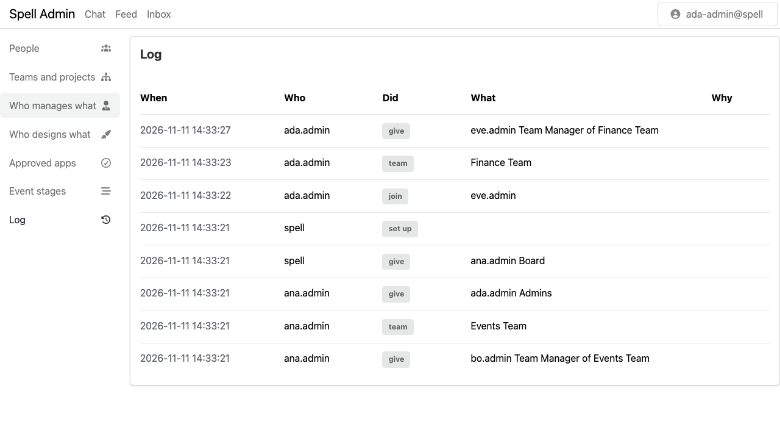 Spell Admin Chat Feed Inbox ada-admin@spell
People
Teams and projects
Who manages what
Who designs what
Approved apps
Event stages
Log
Log
When Who Did What Why
2026-11-11 14:33:27 ada.admin give eve.admin Team Manager of Finance Team
2026-11-11 14:33:23 ada.admin team Finance Team
2026-11-11 14:33:22 ada.admin join eve.admin
2026-11-11 14:33:21 spell set up
2026-11-11 14:33:21 spell give ana.admin Board
2026-11-11 14:33:21 ana.admin give ada.admin Admins
2026-11-11 14:33:21 ana.admin team Events Team
2026-11-11 14:33:21 ana.admin give bo.admin Team Manager of Events Team